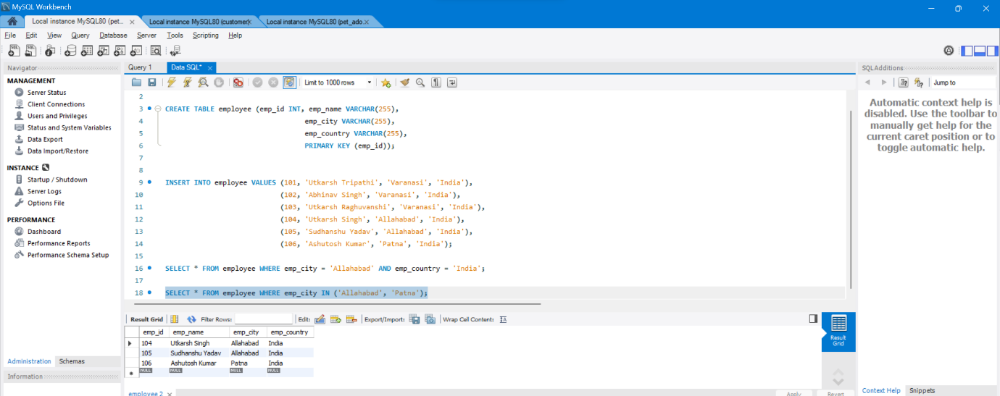 MySQL Workbench
Local instance MySQL80 (pet... × Local instance MySQL80 (customer) × Local instance MySQL80 (pet_ado... ×
File Edit View Query Database Server Tools Scripting Help
Navigator
MANAGEMENT
Server Status
Client Connections
Users and Privileges
Status and System Variables
Data Export
Data Import/Restore
INSTANCE
Startup / Shutdown
Server Logs
Options File
PERFORMANCE
Dashboard
Performance Reports
Performance Schema Setup
Administration Schemas
Information
Query 1 Data SQL* ×
Limit to 1000 rows
2
3 CREATE TABLE employee (emp_id INT, emp_name VARCHAR(255),
4 emp_city VARCHAR(255),
5 emp_country VARCHAR(255),
6 PRIMARY KEY (emp_id));
7
8
9 INSERT INTO employee VALUES (101, 'Utkarsh Tripathi', 'Varanasi', 'India'),
10 (102, 'Abhinav Singh', 'Varanasi', 'India'),
11 (103, 'Utkarsh Raghuvanshi', 'Varanasi', 'India'),
12 (104, 'Utkarsh Singh', 'Allahabad', 'India'),
13 (105, 'Sudhanshu Yadav', 'Allahabad', 'India'),
14 (106, 'Ashutosh Kumar', 'Patna', 'India');
15
16 SELECT * FROM employee WHERE emp_city = 'Allahabad' AND emp_country = 'India';
17
18 SELECT * FROM employee WHERE emp_city IN ('Allahabad', 'Patna');
Result Grid Filter Rows: Edit: Export/Import: Wrap Cell Content:
emp_id emp_name emp_city emp_country
104 Utkarsh Singh Allahabad India
105 Sudhanshu Yadav Allahabad India
106 Ashutosh Kumar Patna India
NULL NULL NULL NULL
Result
Grid
employee 2 × Apply Revert
SQLAdditions
Jump to
Automatic context help is
disabled. Use the toolbar to
manually get help for the
current caret position or to
toggle automatic help.
Context Help Snippets